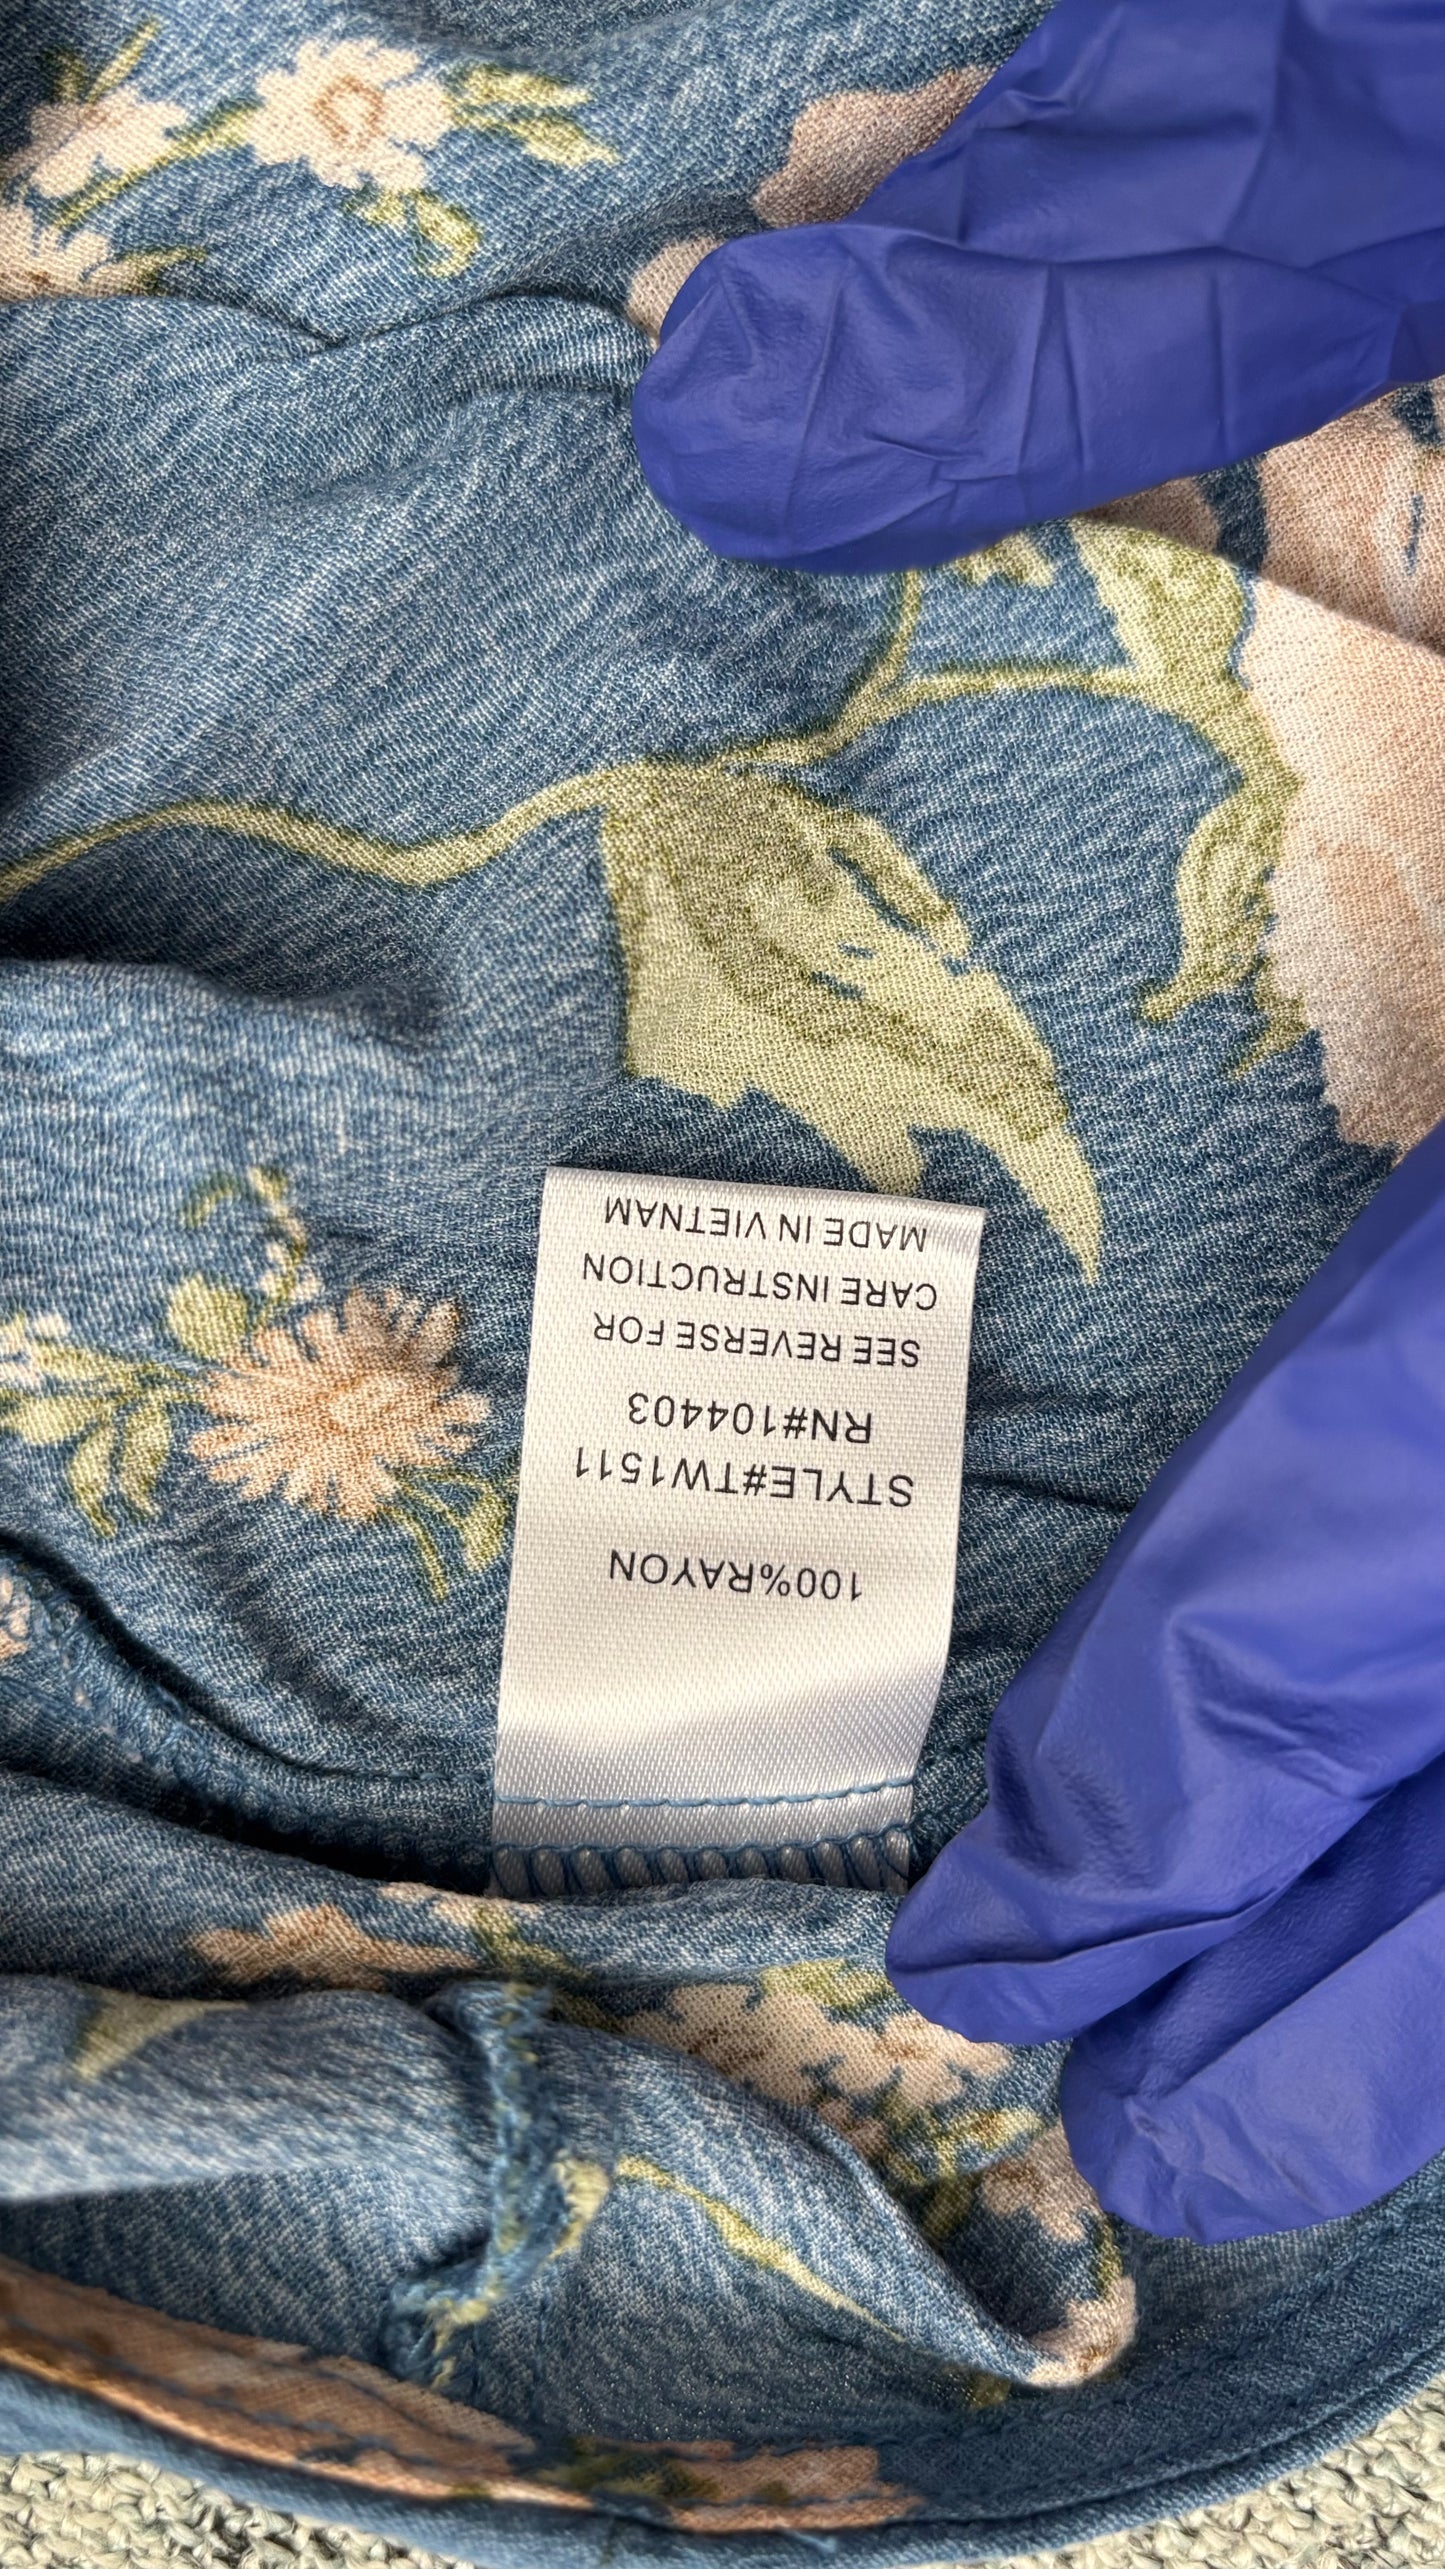 100%RAYON
STYLE#TW1511
RN#104403
SEE REVERSE FOR
CARE INSTRUCTION
MADE IN VIETNAM